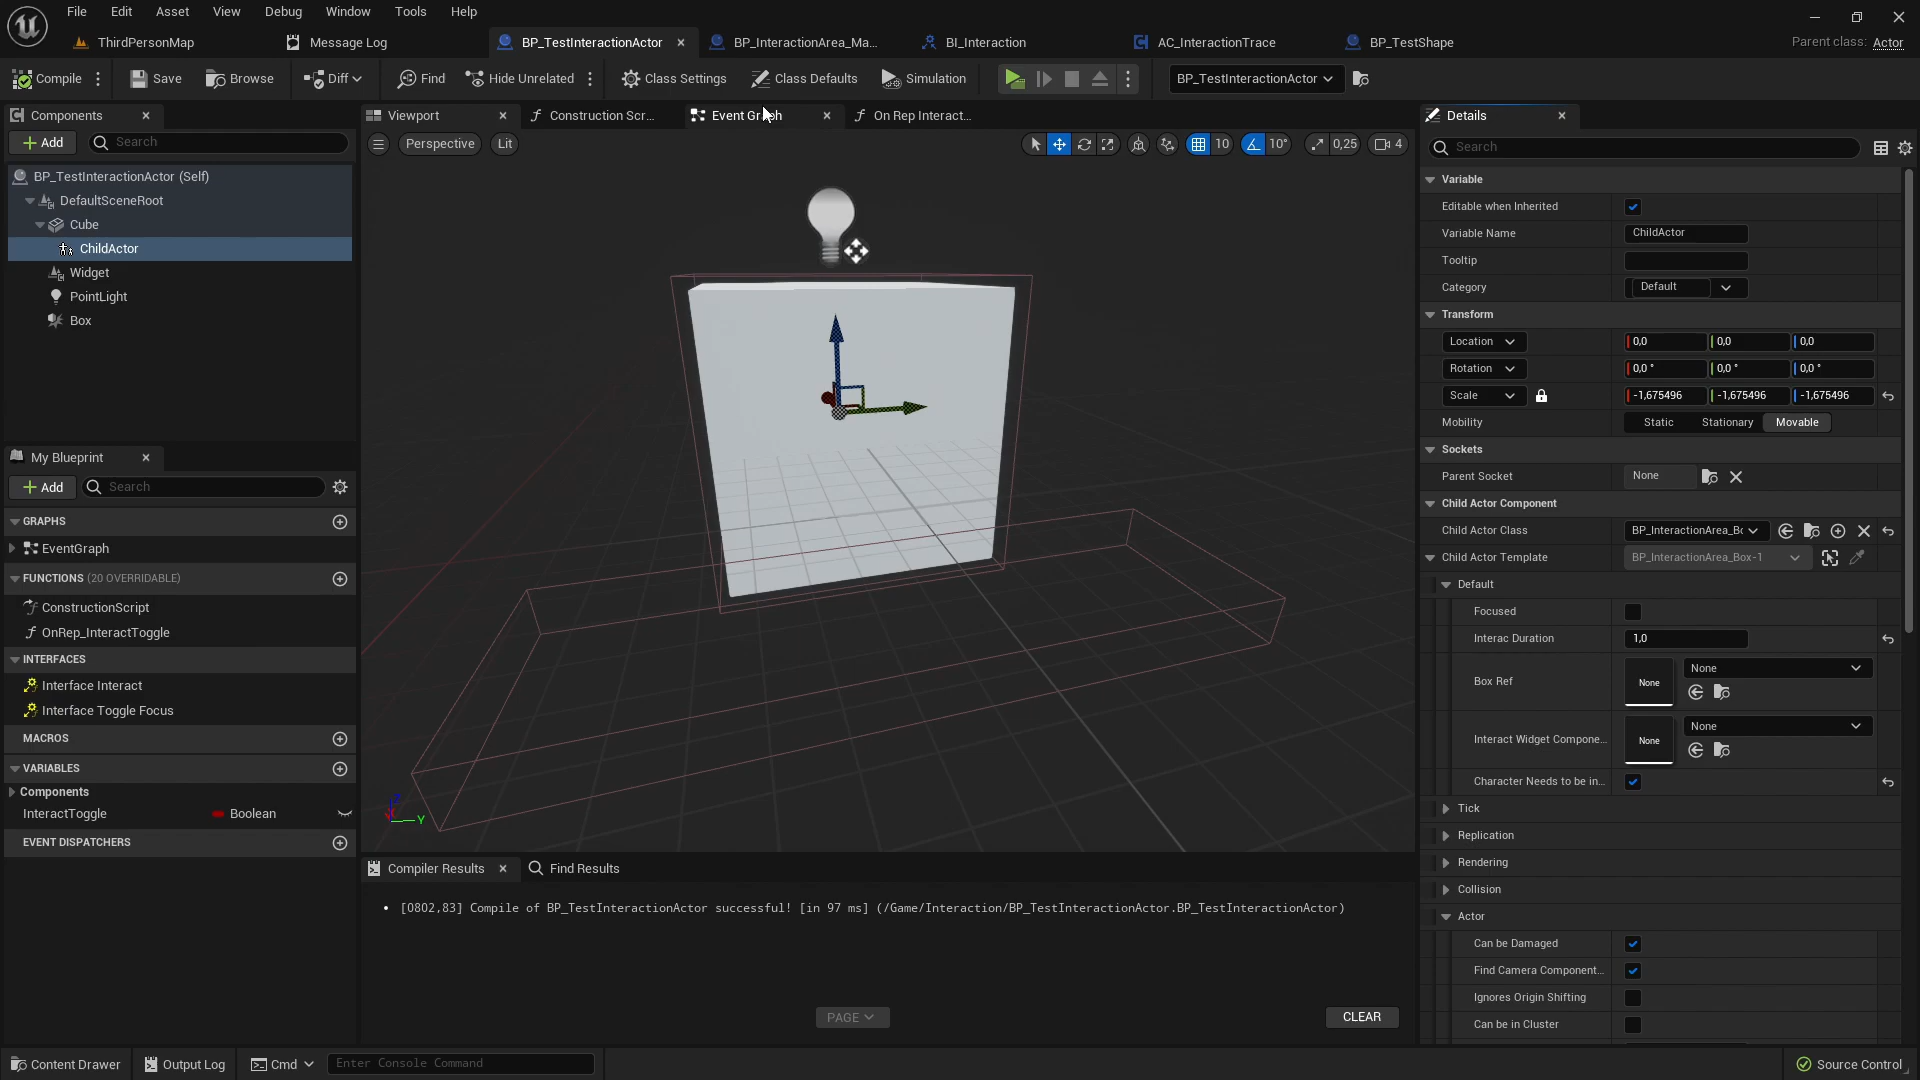 File Edit Asset View Debug Window Tools Help
ThirdPersonMap Message Log BP_TestInteractionActor BP_InteractionArea_Ma... BI_Interaction AC_InteractionTrace BP_TestShape Parent class: Actor
Compile Save Browse Diff Find Hide Unrelated Class Settings Class Defaults Simulation BP_TestInteractionActor
Components
Add Search
BP_TestInteractionActor (Self)
DefaultSceneRoot
Cube
ChildActor
Widget
PointLight
Box
My Blueprint
Add Search
GRAPHS
EventGraph
FUNCTIONS (20 OVERRIDABLE)
ConstructionScript
OnRep_InteractToggle
INTERFACES
Interface Interact
Interface Toggle Focus
MACROS
VARIABLES
Components
InteractToggle Boolean
EVENT DISPATCHERS
Viewport Construction Scr... Event Graph On Rep Interact...
Perspective Lit 10 10° 0,25 4
Z
Y
Compiler Results Find Results
• [0802,83] Compile of BP_TestInteractionActor successful! [in 97 ms] (/Game/Interaction/BP_TestInteractionActor.BP_TestInteractionActor)
PAGE CLEAR
Details
Search
Variable
Editable when Inherited
Variable Name ChildActor
Tooltip
Category Default
Transform
Location 0,0 0,0 0,0
Rotation 0,0 ° 0,0 ° 0,0 °
Scale -1,675496 -1,675496 -1,675496
Mobility Static Stationary Movable
Sockets
Parent Socket None
Child Actor Component
Child Actor Class BP_InteractionArea_Bo
Child Actor Template BP_InteractionArea_Box-1
Default
Focused
Interac Duration 1,0
Box Ref None None
Interact Widget Compone... None None
Character Needs to be in...
Tick
Replication
Rendering
Collision
Actor
Can be Damaged
Find Camera Component...
Ignores Origin Shifting
Can be in Cluster
Content Drawer Output Log Cmd Enter Console Command Source Control